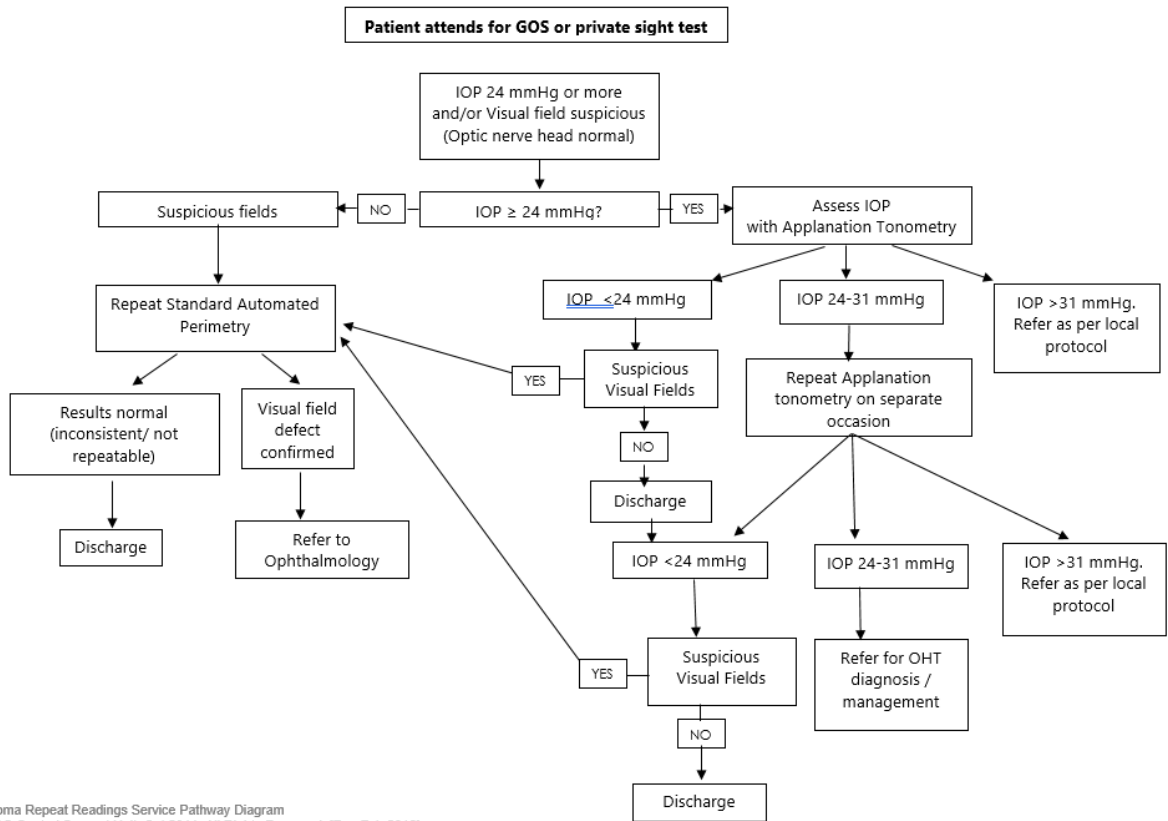 Patient attends for GOS or private sight test
IOP 24 mmHg or more
and/or Visual field suspicious
(Optic nerve head normal)
Suspicious fields
NO
IOP ≥ 24 mmHg?
YES
Assess IOP
with Applanation Tonometry
Repeat Standard Automated
Perimetry
IOP <24 mmHg
IOP 24-31 mmHg
IOP >31 mmHg.
Refer as per local
protocol
YES
Suspicious
Visual Fields
Repeat Applanation
tonometry on separate
occasion
Results normal
(inconsistent/ not
repeatable)
Visual field
defect
confirmed
NO
Discharge
Discharge
Refer to
Ophthalmology
IOP <24 mmHg
IOP 24-31 mmHg
IOP >31 mmHg.
Refer as per local
protocol
YES
Suspicious
Visual Fields
Refer for OHT
diagnosis /
management
NO
Discharge
Repeat Readings Service Pathway Diagram